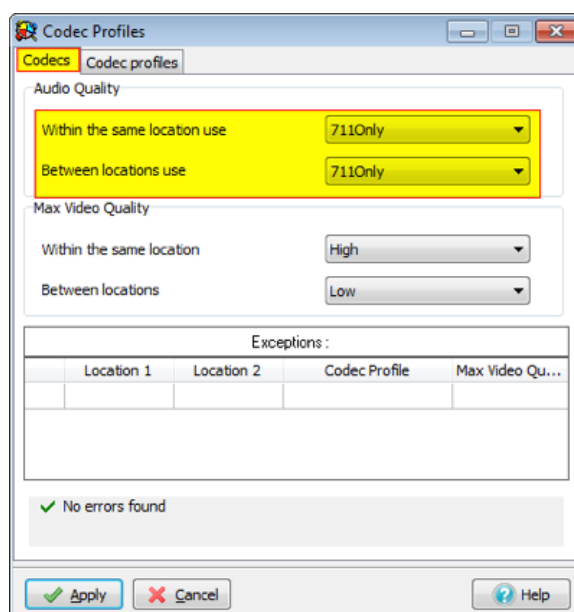 Codec Profiles
Codecs Codec profiles
Audio Quality
Within the same location use 711Only
Between locations use 711Only
Max Video Quality
Within the same location High
Between locations Low
Exceptions :
Location 1 Location 2 Codec Profile Max Video Qu...
No errors found
Apply Cancel Help